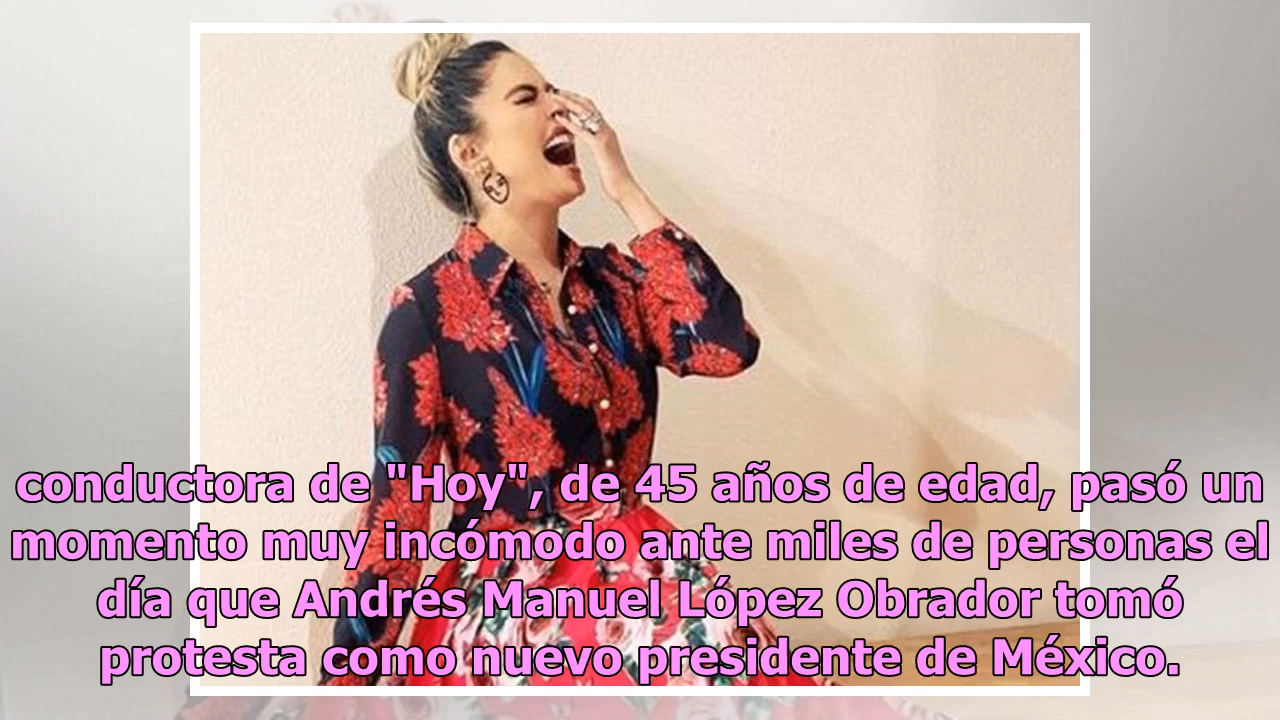 conductora de "Hoy", de 45 años de edad, pasó un
momento muy incómodo ante miles de personas el
día que Andrés Manuel López Obrador tomó
protesta como nuevo presidente de México.